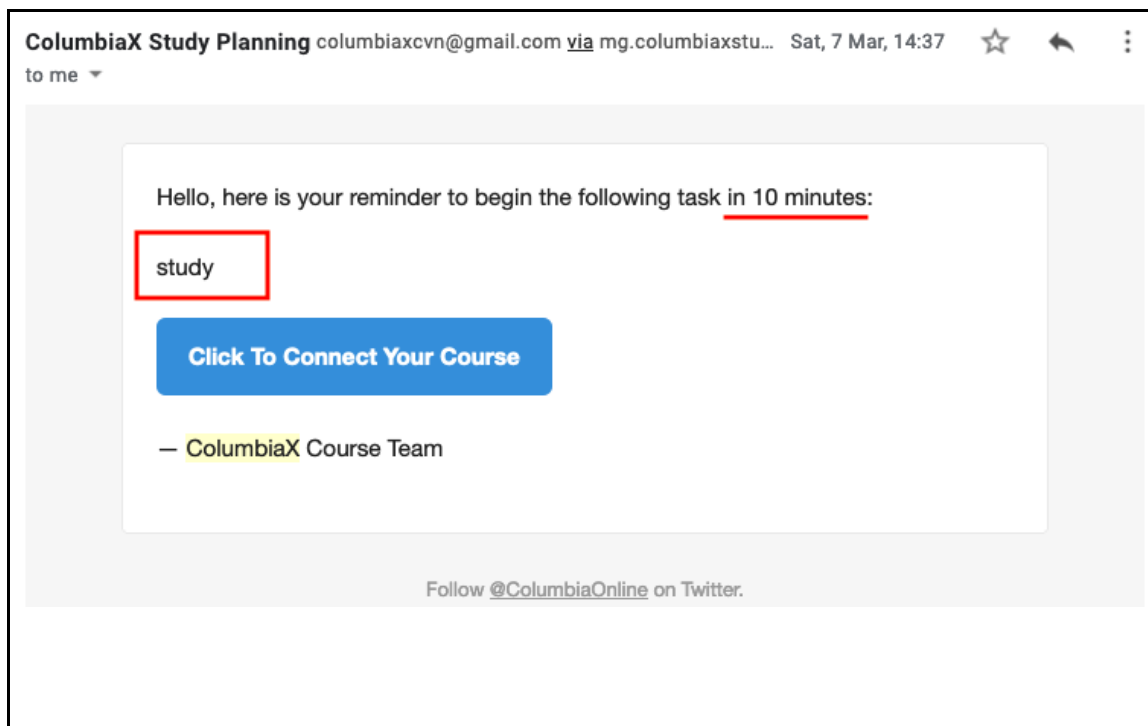 ColumbiaX Study Planning columbiaxcvn@gmail.com via mg.columbiaxstu... Sat, 7 Mar, 14:37
to me
Hello, here is your reminder to begin the following task in 10 minutes:
study
Click To Connect Your Course
— ColumbiaX Course Team
Follow @ColumbiaOnline on Twitter.